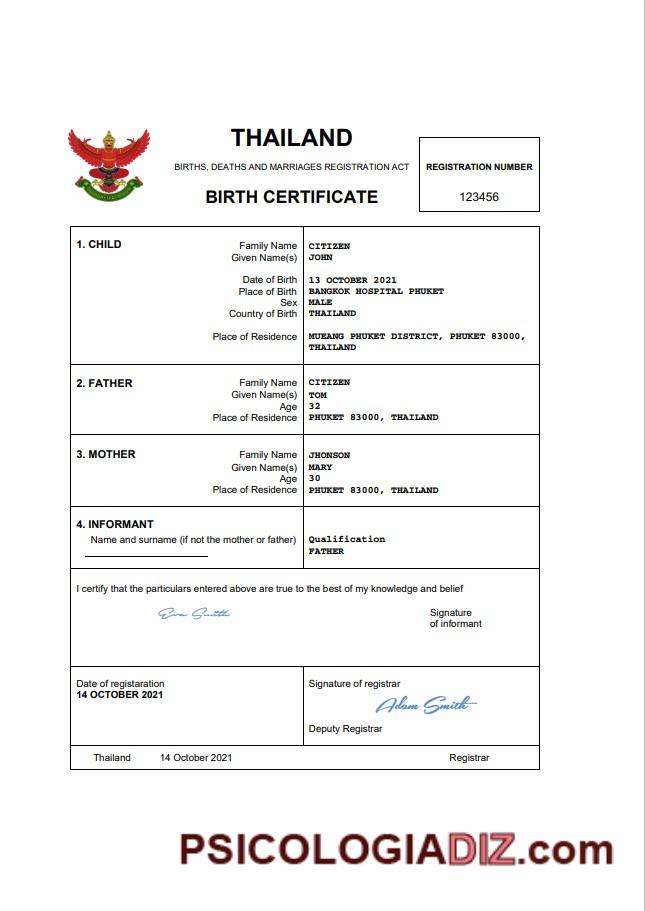 THAILAND
BIRTHS, DEATHS AND MARRIAGES REGISTRATION ACT
BIRTH CERTIFICATE
REGISTRATION NUMBER
123456
1. CHILD
Family Name CITIZEN
Given Name(s) JOHN
Date of Birth 13 OCTOBER 2021
Place of Birth BANGKOK HOSPITAL PHUKET
Sex MALE
Country of Birth THAILAND
Place of Residence MUEANG PHUKET DISTRICT, PHUKET 83000,
THAILAND
2. FATHER
Family Name CITIZEN
Given Name(s) TOM
Age 32
Place of Residence PHUKET 83000, THAILAND
3. MOTHER
Family Name JHONSON
Given Name(s) MARY
Age 30
Place of Residence PHUKET 83000, THAILAND
4. INFORMANT
Name and surname (if not the mother or father) Qualification
FATHER
I certify that the particulars entered above are true to the best of my knowledge and belief
Eva Smith
Signature
of informant
Date of registaration
14 OCTOBER 2021
Signature of registrar
Adam Smith
Deputy Registrar
Thailand 14 October 2021 Registrar
PSICOLOGIADIZ.com